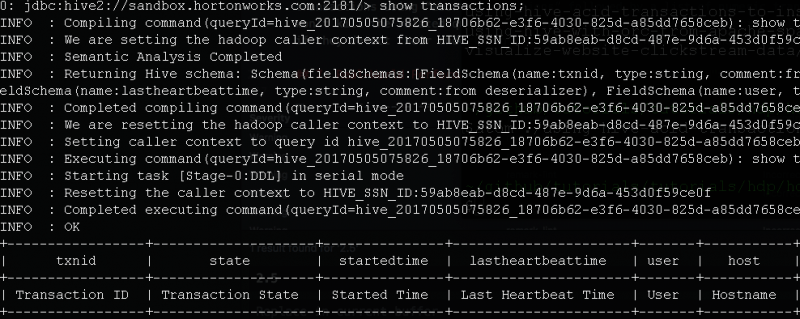 0: jdbc:hive2://sandbox.hortonworks.com:2181/> show transactions;
INFO  : Compiling command(queryId=hive_20170505075826_18706b62-e3f6-4030-825d-a85dd7658ceb): show t
INFO  : We are setting the hadoop caller context from HIVE_SSN_ID:59ab8eab-d8cd-487e-9d6a-453d0f59c
INFO  : Semantic Analysis Completed
INFO  : Returning Hive schema: Schema(fieldSchemas:[FieldSchema(name:txnid, type:string, comment:fr
eldSchema(name:lastheartbeattime, type:string, comment:from deserializer), FieldSchema(name:user, t
INFO  : Completed compiling command(queryId=hive_20170505075826_18706b62-e3f6-4030-825d-a85dd7658ce
INFO  : We are resetting the hadoop caller context to HIVE_SSN_ID:59ab8eab-d8cd-487e-9d6a-453d0f59c
INFO  : Setting caller context to query id hive_20170505075826_18706b62-e3f6-4030-825d-a85dd7658ceb
INFO  : Executing command(queryId=hive_20170505075826_18706b62-e3f6-4030-825d-a85dd7658ceb): show t
INFO  : Starting task [Stage-0:DDL] in serial mode
INFO  : Resetting the caller context to HIVE_SSN_ID:59ab8eab-d8cd-487e-9d6a-453d0f59ce0f
INFO  : Completed executing command(queryId=hive_20170505075826_18706b62-e3f6-4030-825d-a85dd7658ce
INFO  : OK
| txnid | state | startedtime | lastheartbeattime | user | host |
| Transaction ID | Transaction State | Started Time | Last Heartbeat Time | User | Hostname |